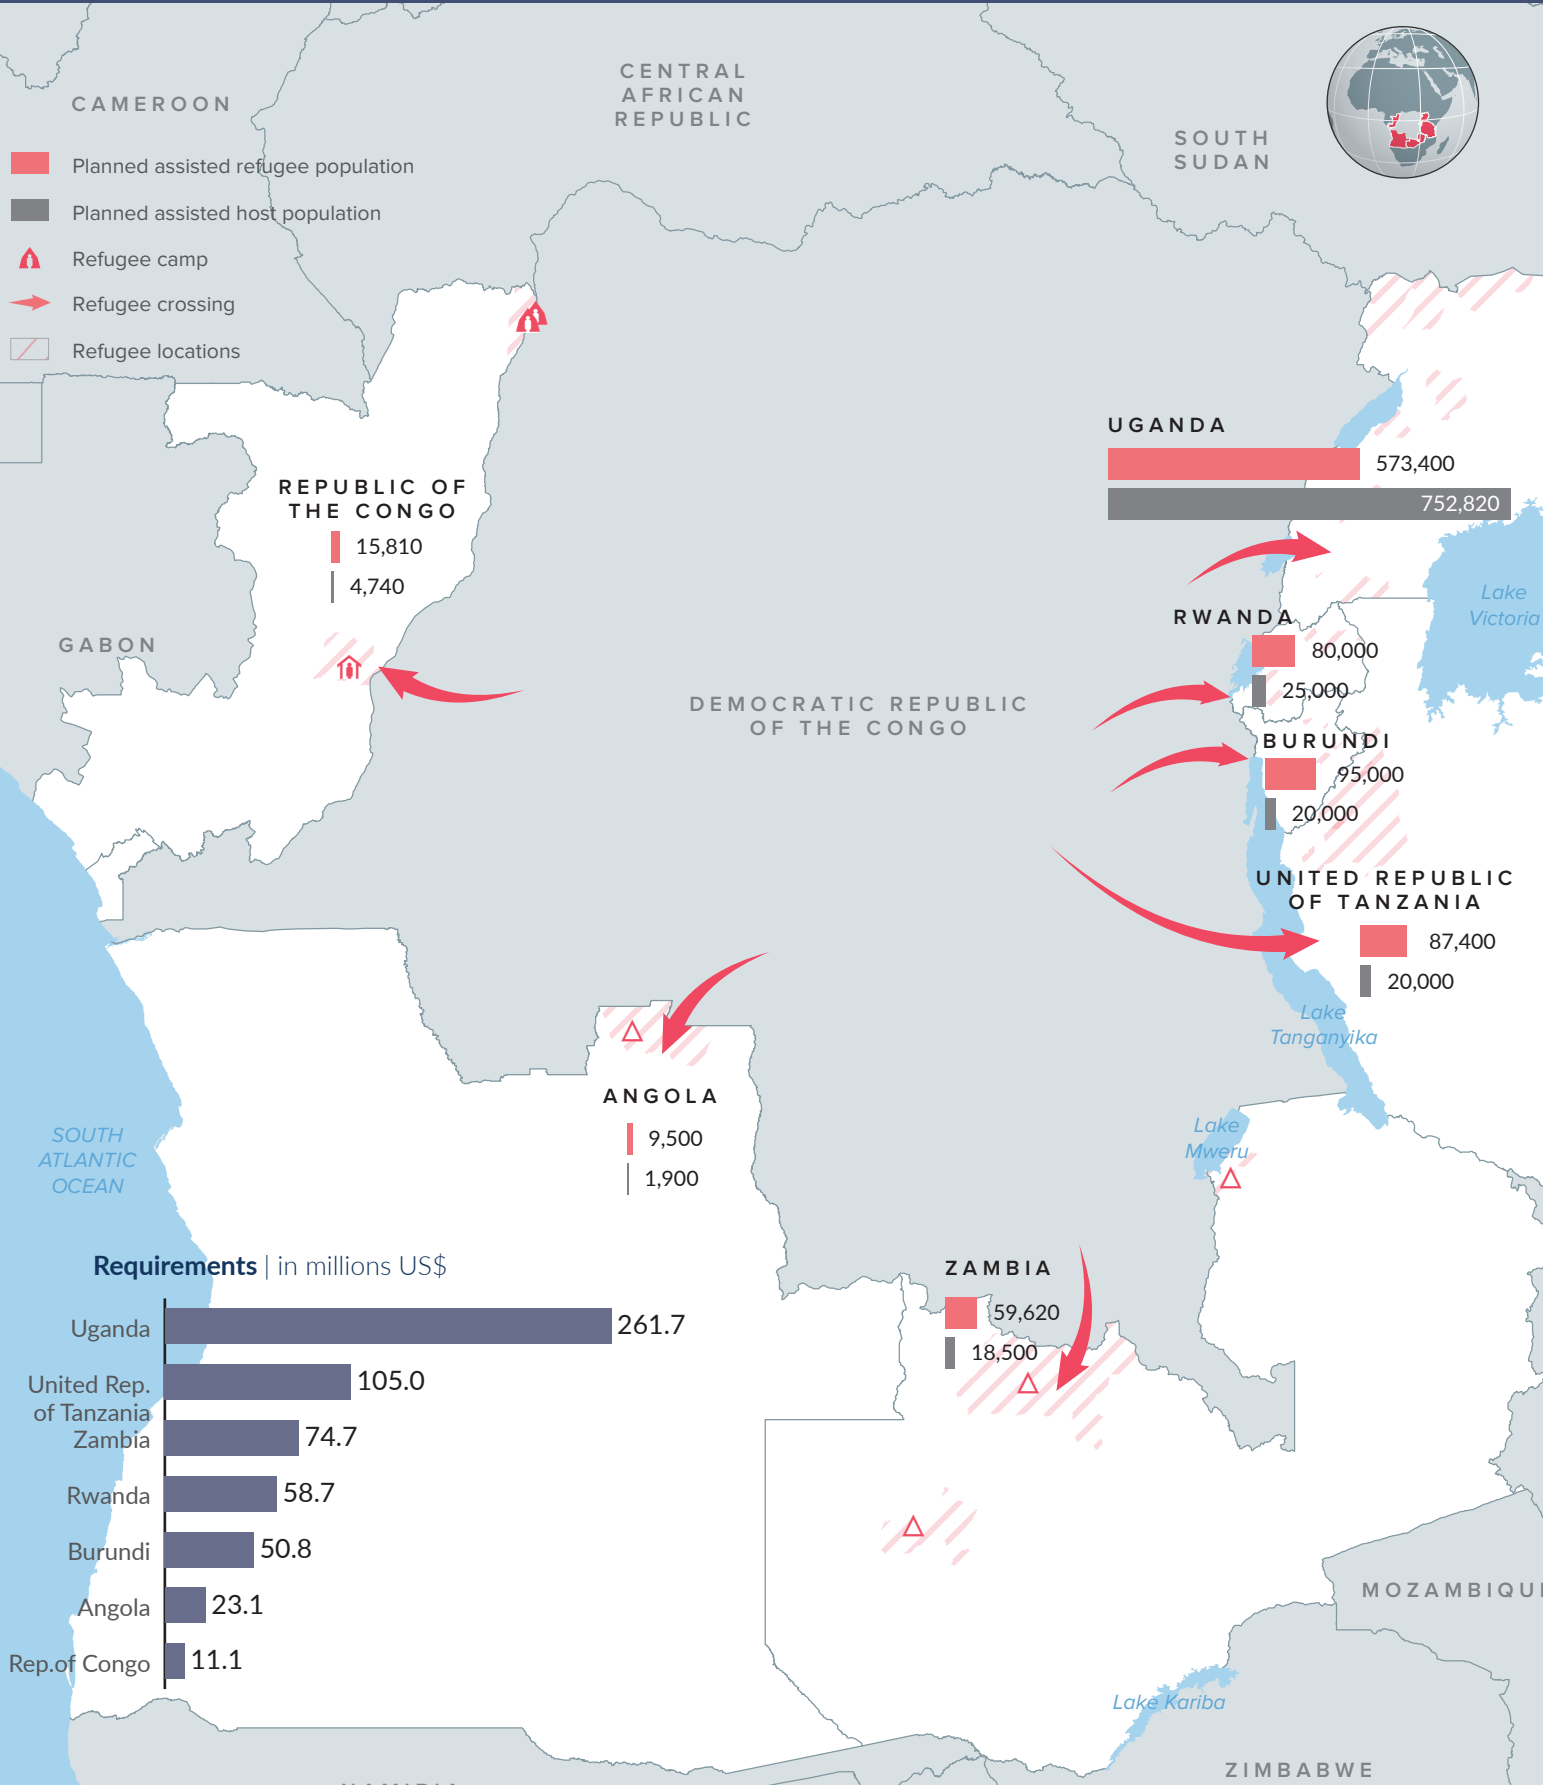 CENTRAL
AFRICAN
REPUBLIC
CAMEROON
SOUTH
SUDAN
Planned assisted refugee population
Planned assisted host population
Refugee camp
Refugee crossing
Refugee locations
UGANDA
573,400
752,820
REPUBLIC OF
THE CONGO
15,810
4,740
Lake
Victoria
RWANDA
80,000
25,000
GABON
DEMOCRATIC REPUBLIC
OF THE CONGO
BURUNDI
95,000
20,000
UNITED REPUBLIC
OF TANZANIA
87,400
20,000
Lake
Tanganyika
ANGOLA
9,500
1,900
Lake
Mweru
SOUTH
ATLANTIC
OCEAN
ZAMBIA
59,620
18,500
Requirements | in millions US$
Uganda 261.7
United Rep.
of Tanzania 105.0
Zambia 74.7
Rwanda 58.7
Burundi 50.8
Angola 23.1
Rep.of Congo 11.1
MOZAMBIQU
Lake Kariba
ZIMBABWE